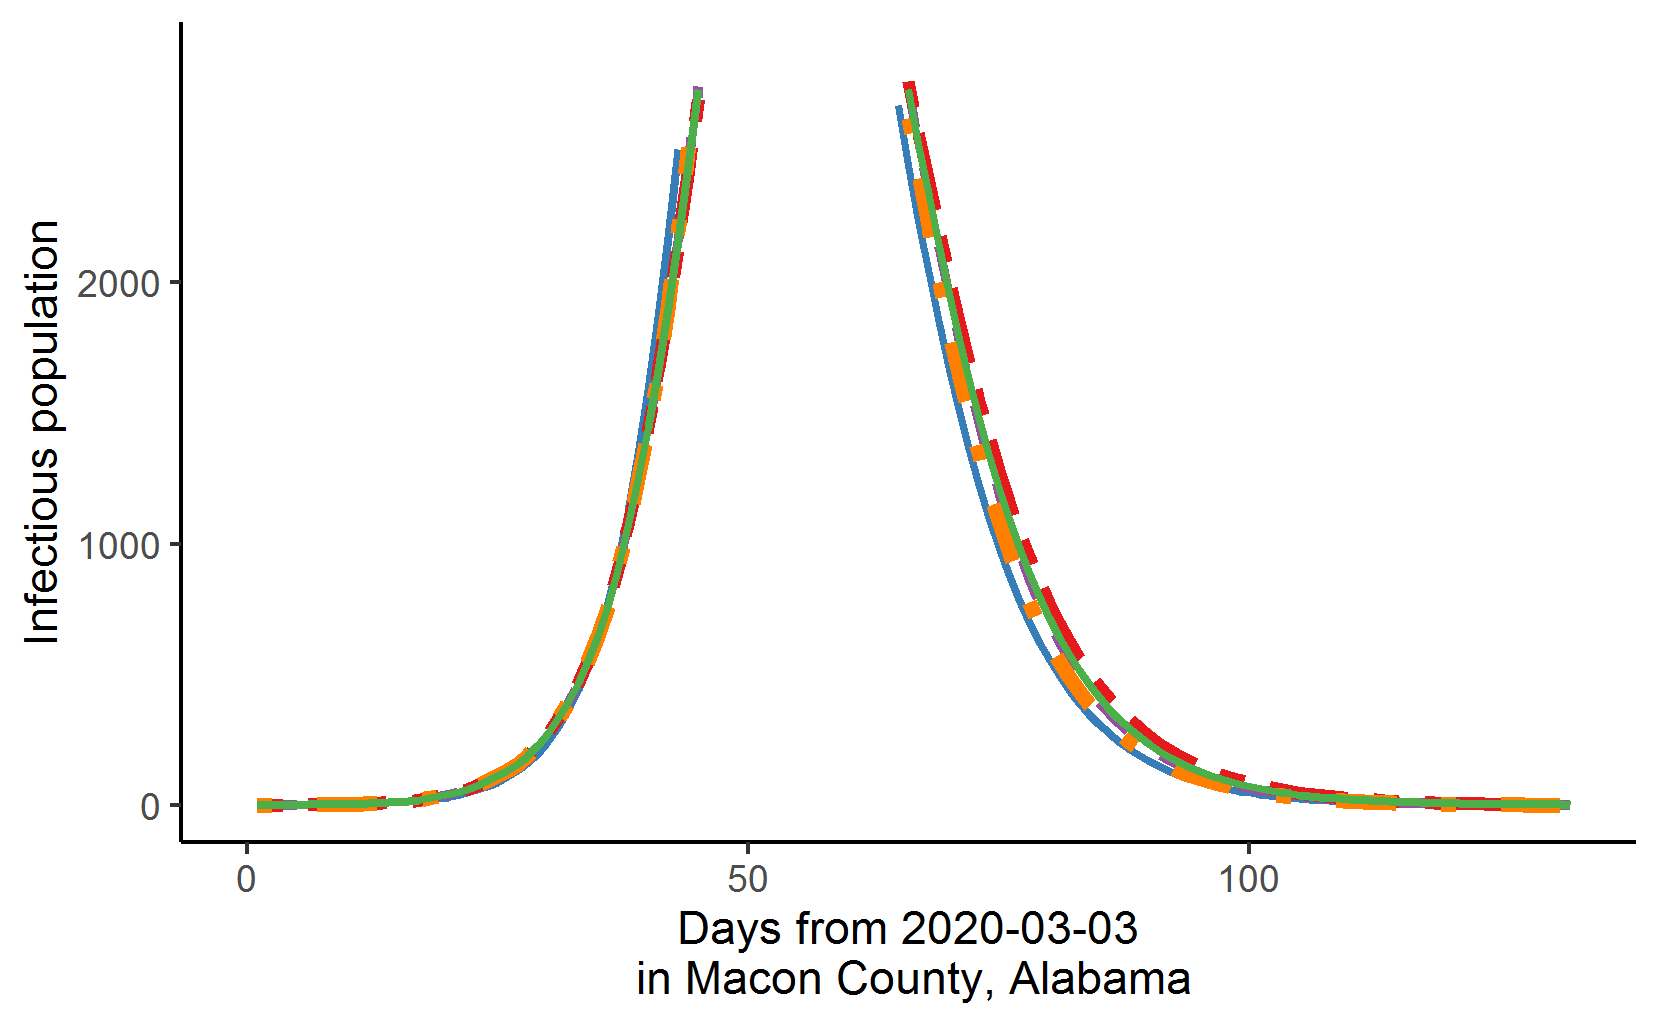 Infectious population
2000
1000
0
0 50 100
Days from 2020-03-03
in Macon County, Alabama